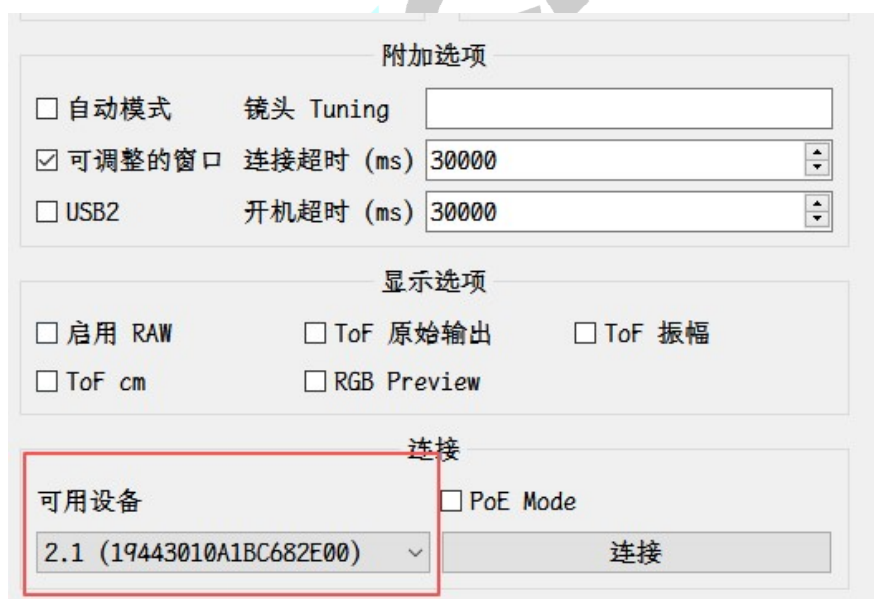 附加选项
自动模式 镜头 Tuning
可调整的窗口 连接超时 (ms) 30000
USB2 开机超时 (ms) 30000
显示选项
启用 RAW ToF 原始输出 ToF 振幅
ToF cm RGB Preview
连接
可用设备 PoE Mode
2.1 (19443010A1BC682E00) 连接